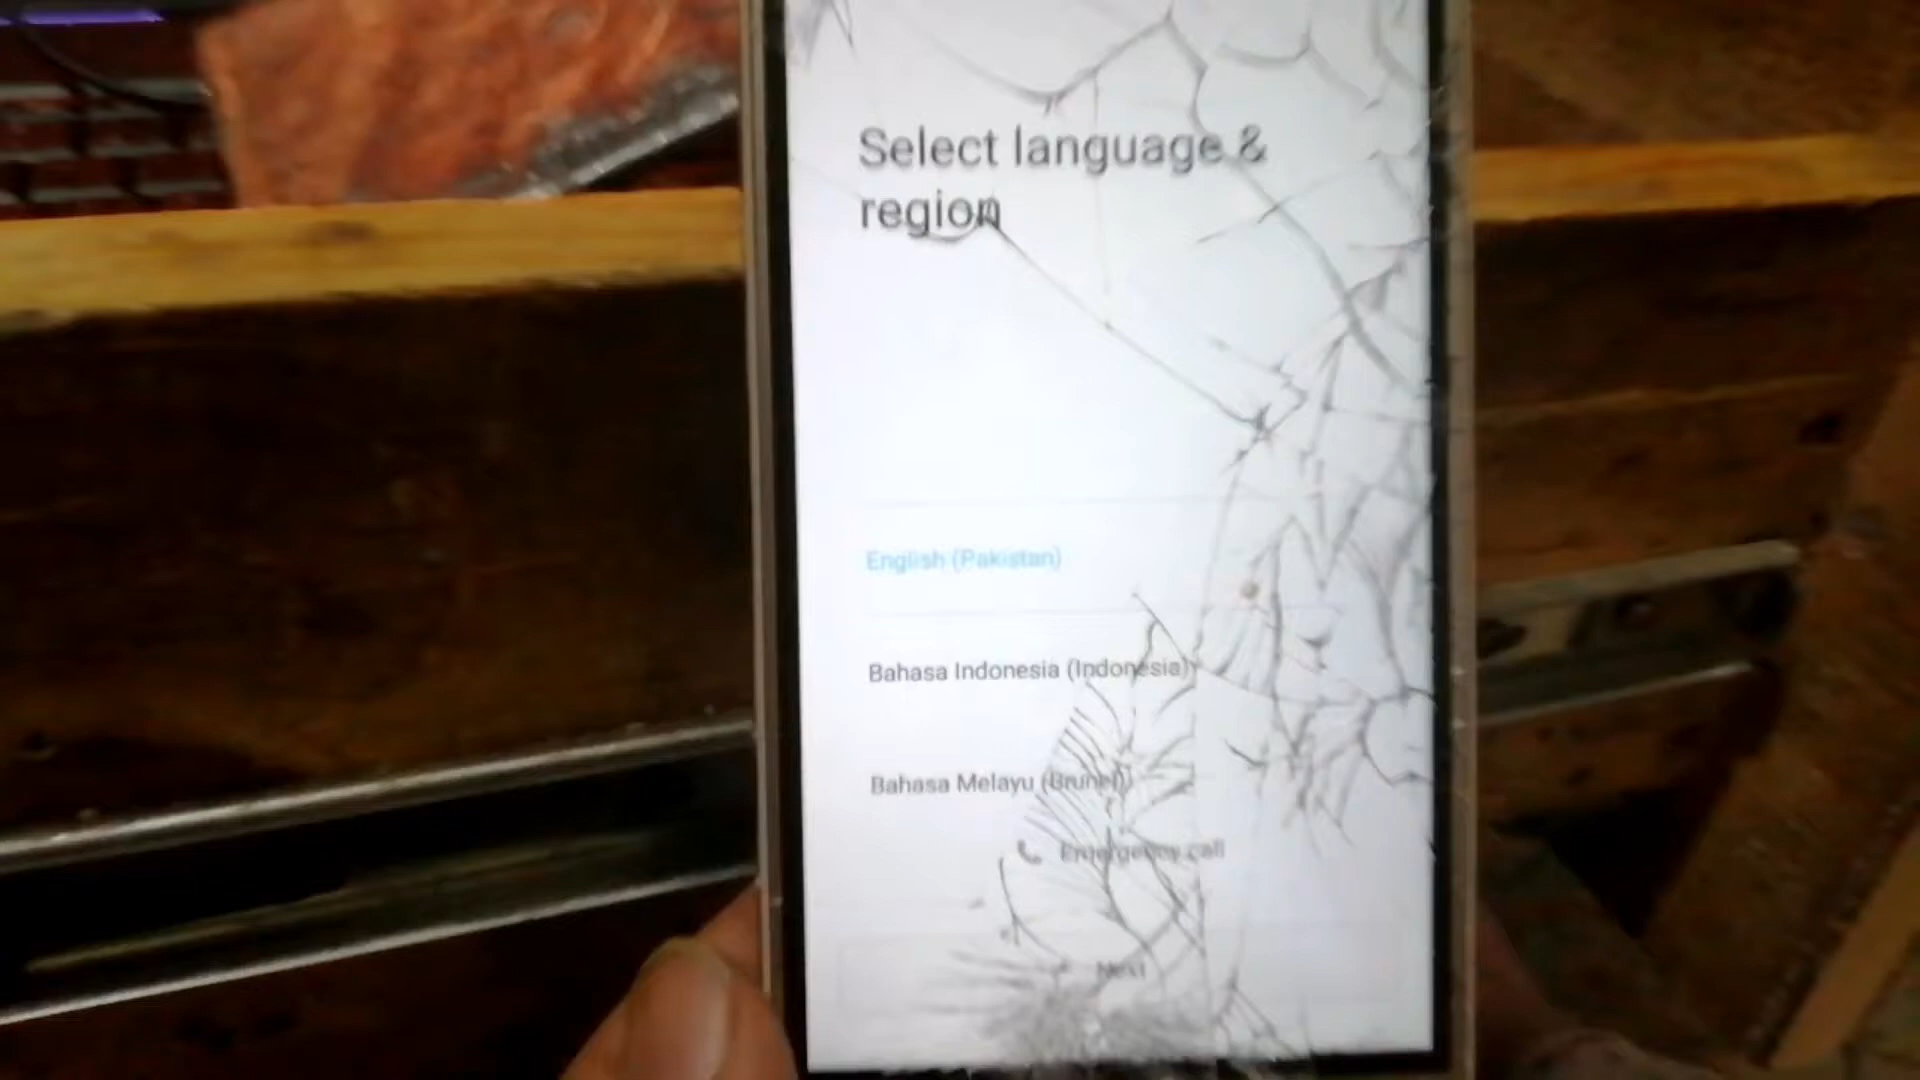 Select language &
region
English (Pakistan)
Bahasa Indonesia (Indonesia)
Bahasa Melayu (Brunei)
Emergency call
Next